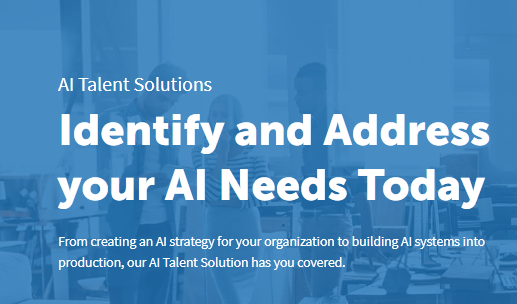 AI Talent Solutions
Identify and Address
your AI Needs Today
From creating an AI strategy for your organization to building AI systems into
production, our AI Talent Solution has you covered.